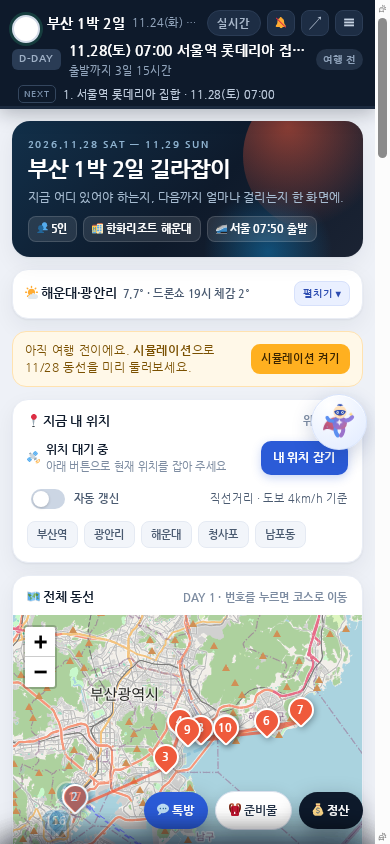 부산 1박 2일 11.24(화) ... 실시간
11.28(토) 07:00 서울역 롯데리아 집...
D-DAY 여행 전
출발까지 3일 15시간
NEXT 1. 서울역 롯데리아 집합 · 11.28(토) 07:00
2026.11.28 SAT — 11.29 SUN
부산 1박 2일 길라잡이
지금 어디 있어야 하는지, 다음까지 얼마나 걸리는지 한 화면에.
5인 한화리조트 해운대 서울 07:50 출발
해운대·광안리 7.7° · 드론쇼 19시 체감 2° 펼치기 ▾
아직 여행 전이에요. 시뮬레이션으로
11/28 동선을 미리 둘러보세요.
시뮬레이션 켜기
지금 내 위치
위치 대기 중
아래 버튼으로 현재 위치를 잡아 주세요
내 위치 잡기
자동 갱신 직선거리 · 도보 4km/h 기준
부산역 광안리 해운대 청사포 남포동
전체 동선 DAY 1 · 번호를 누르면 코스로 이동
+
−
부산광역시
7
6
10
9
3
톡방 준비물 정산
남구